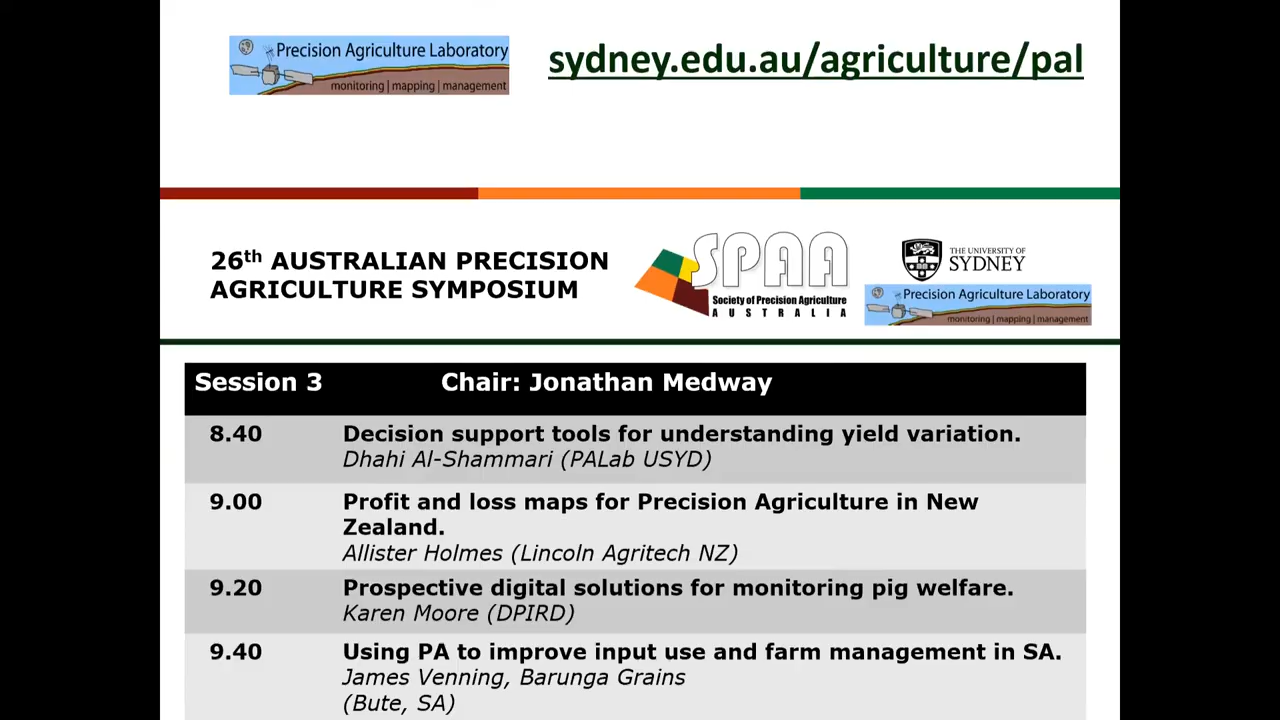 Precision Agriculture Laboratory
monitoring | mapping | management
sydney.edu.au/agriculture/pal
26th AUSTRALIAN PRECISION
AGRICULTURE SYMPOSIUM
SPAA
Society of Precision Agriculture
AUSTRALIA
THE UNIVERSITY OF
SYDNEY
Precision Agriculture Laboratory
monitoring | mapping | management
Session 3 Chair: Jonathan Medway
8.40 Decision support tools for understanding yield variation.
Dhahi Al-Shammari (PALab USYD)
9.00 Profit and loss maps for Precision Agriculture in New
Zealand.
Allister Holmes (Lincoln Agritech NZ)
9.20 Prospective digital solutions for monitoring pig welfare.
Karen Moore (DPIRD)
9.40 Using PA to improve input use and farm management in SA.
James Venning, Barunga Grains
(Bute, SA)